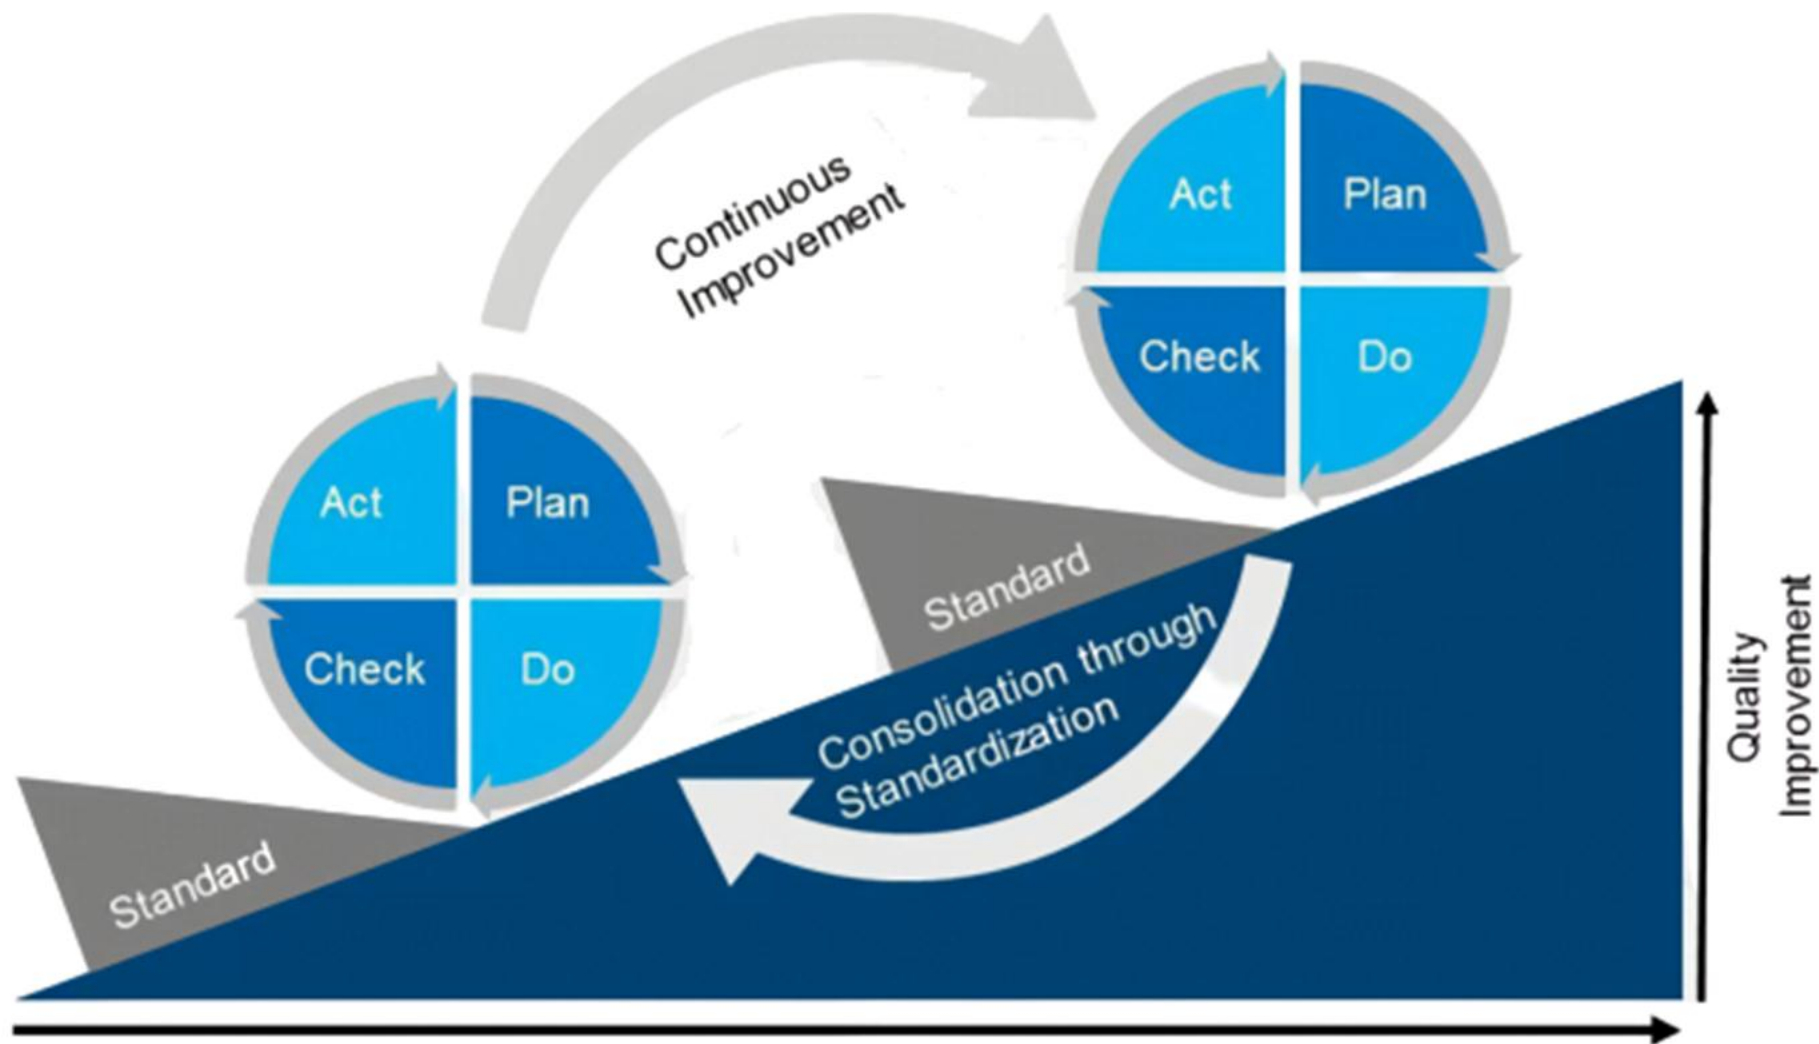 Continuous
Improvement
Act
Plan
Check
Do
Act
Plan
Check
Do
Standard
Standard
Consolidation through
Standardization
Quality
Improvement